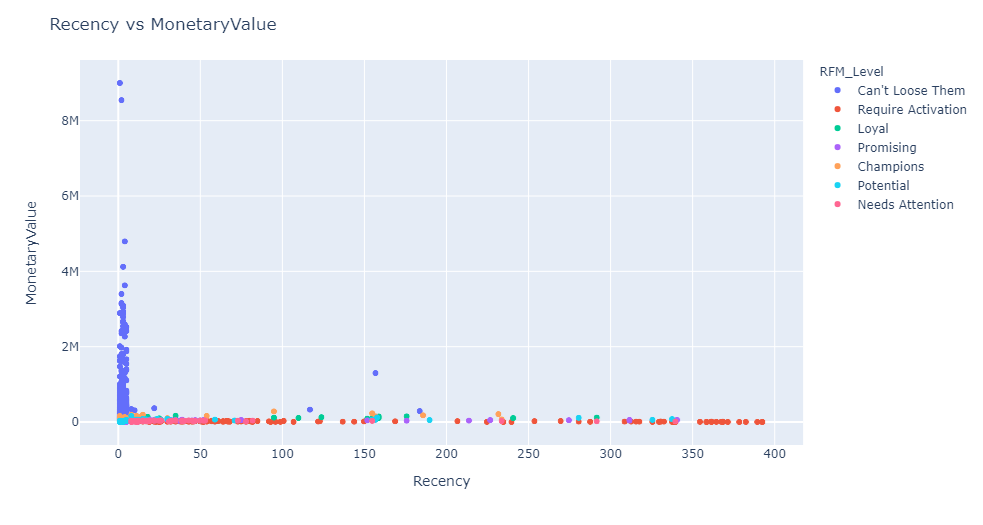 Recency vs MonetaryValue
RFM_Level
Can't Loose Them
Require Activation
Loyal
Promising
Champions
Potential
Needs Attention
8M
6M
4M
2M
0
MonetaryValue
0 50 100 150 200 250 300 350 400
Recency